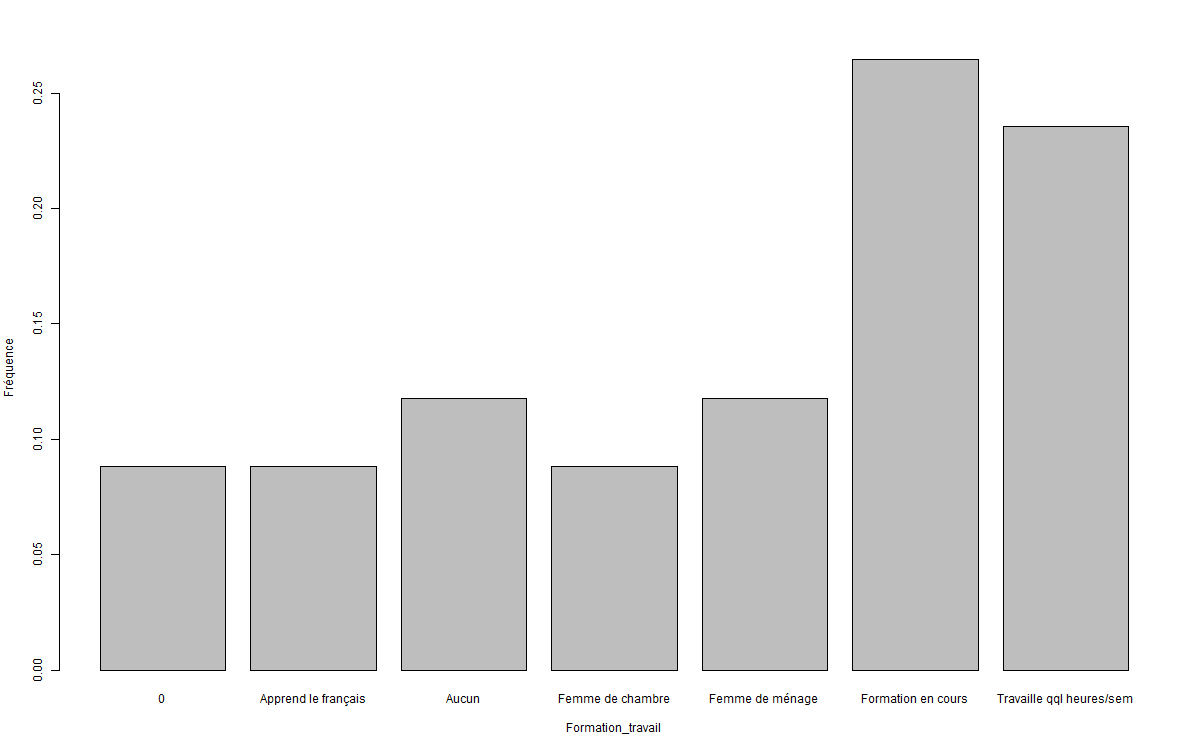 0.25
0.20
0.15
0.10
0.05
0.00
Fréquence
0 Apprend le français Aucun Femme de chambre Femme de ménage Formation en cours Travaille qql heures/sem
Formation_travail